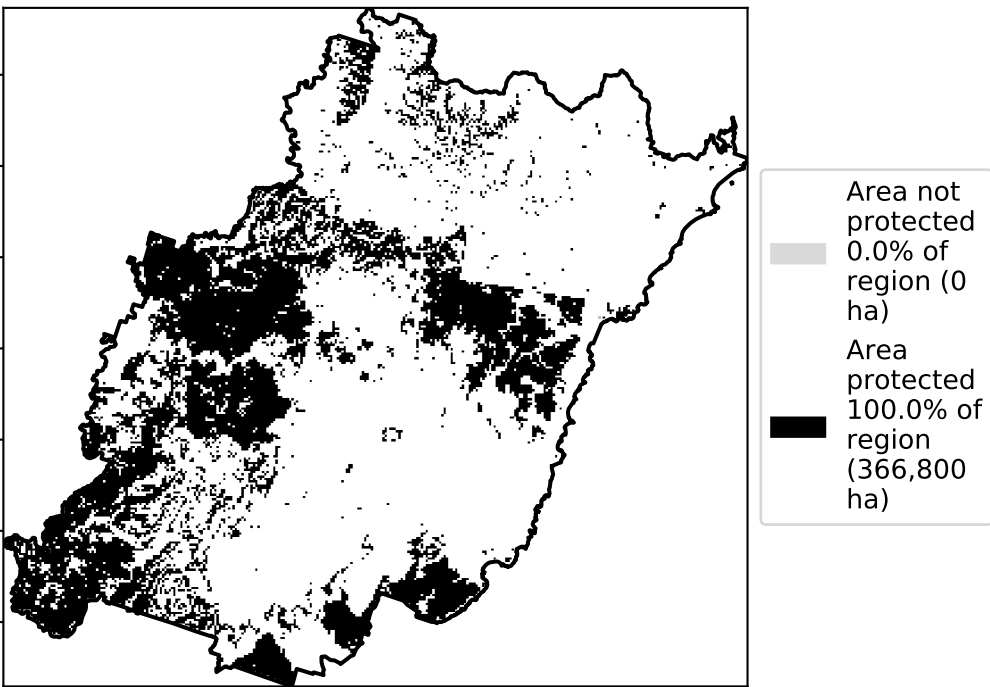 Area not
protected
0.0% of
region (0
ha)
Area
protected
100.0% of
region
(366,800
ha)